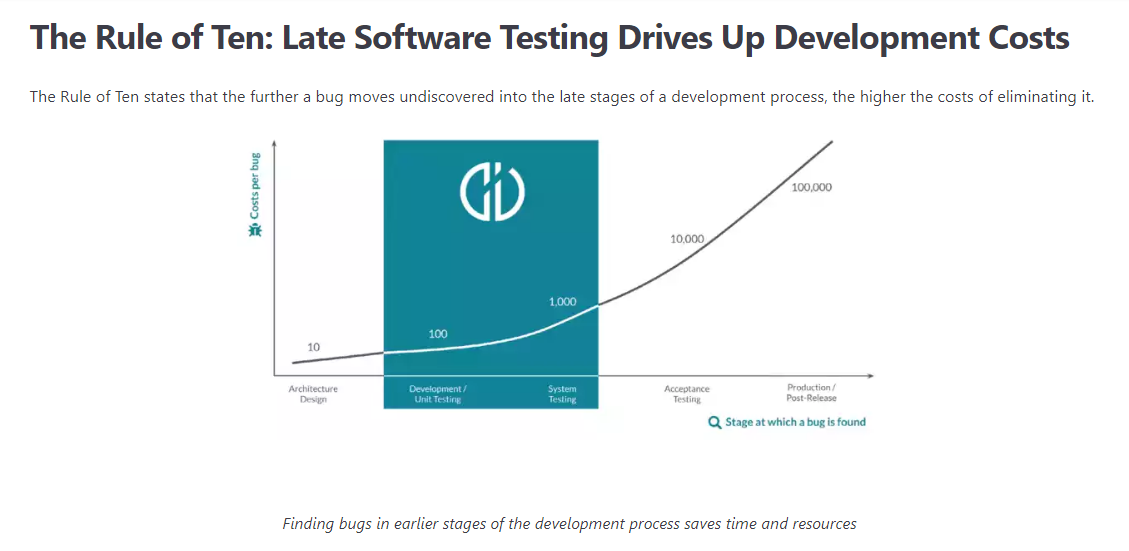 The Rule of Ten: Late Software Testing Drives Up Development Costs
The Rule of Ten states that the further a bug moves undiscovered into the late stages of a development process, the higher the costs of eliminating it.
Costs per bug
10
100
1,000
10,000
100,000
Architecture
Design
Development /
Unit Testing
System
Testing
Acceptance
Testing
Production /
Post-Release
Stage at which a bug is found
Finding bugs in earlier stages of the development process saves time and resources